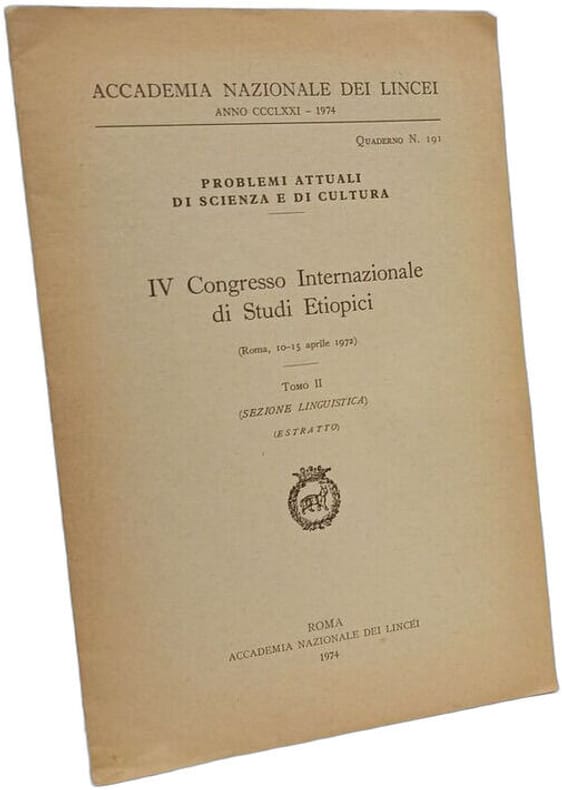 ACCADEMIA NAZIONALE DEI LINCEI
ANNO CCCLXXI – 1974
QUADERNO N. 191
PROBLEMI ATTUALI
DI SCIENZA E DI CULTURA
IV Congresso Internazionale
di Studi Etiopici
(Roma, 10–15 aprile 1972)
TOMO II
(SEZIONE LINGUISTICA)
(ESTRATTO)
ROMA
ACCADEMIA NAZIONALE DEI LINCEI
1974